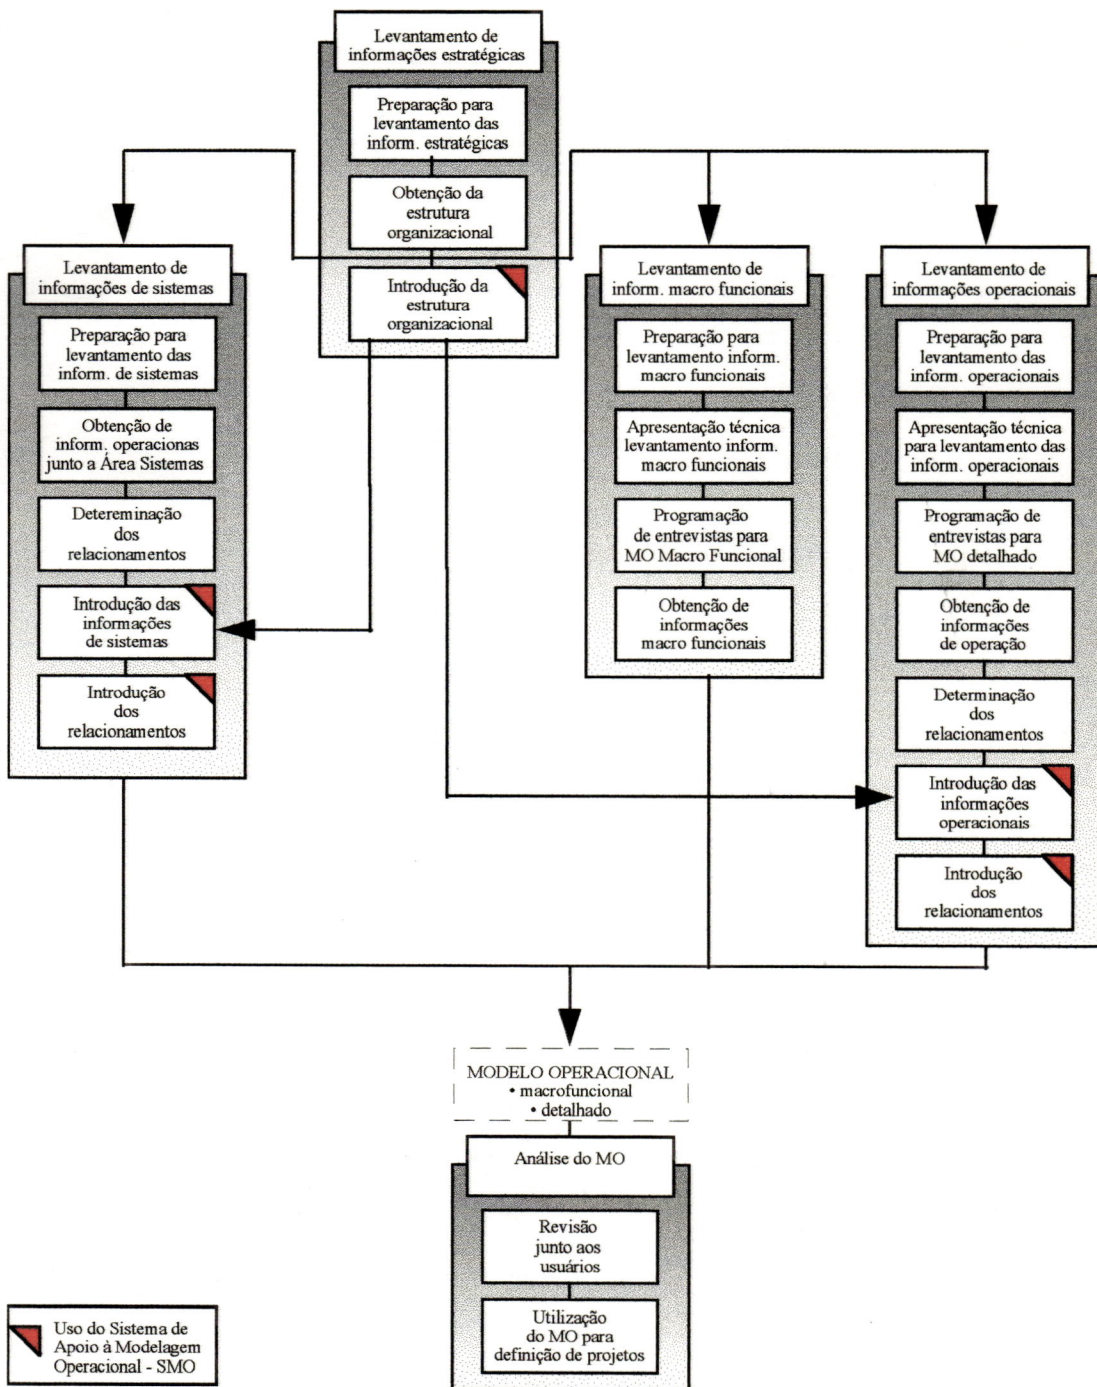 Levantamento de
informações estratégicas
Preparação para
levantamento das
inform. estratégicas
Obtenção da
estrutura
organizacional
Introdução da
estrutura
organizacional
Levantamento de
informações de sistemas
Preparação para
levantamento das
inform. de sistemas
Obtenção de
inform. operacionas
junto a Área Sistemas
Detereminação
dos
relacionamentos
Introdução das
informações
de sistemas
Introdução
dos
relacionamentos
Levantamento de
inform. macro funcionais
Preparação para
levantamento inform.
macro funcionais
Apresentação técnica
levantamento inform.
macro funcionais
Programação
de entrevistas para
MO Macro Funcional
Obtenção de
informações
macro funcionais
Levantamento de
informações operacionais
Preparação para
levantamento das
inform. operacionais
Apresentação técnica
para levantamento das
inform. operacionais
Programação de
entrevistas para
MO detalhado
Obtenção de
informações
de operação
Determinação
dos
relacionamentos
Introdução das
informações
operacionais
Introdução
dos
relacionamentos
MODELO OPERACIONAL
• macrofuncional
• detalhado
Análise do MO
Revisão
junto aos
usuários
Utilização
do MO para
definição de projetos
Uso do Sistema de
Apoio à Modelagem
Operacional - SMO